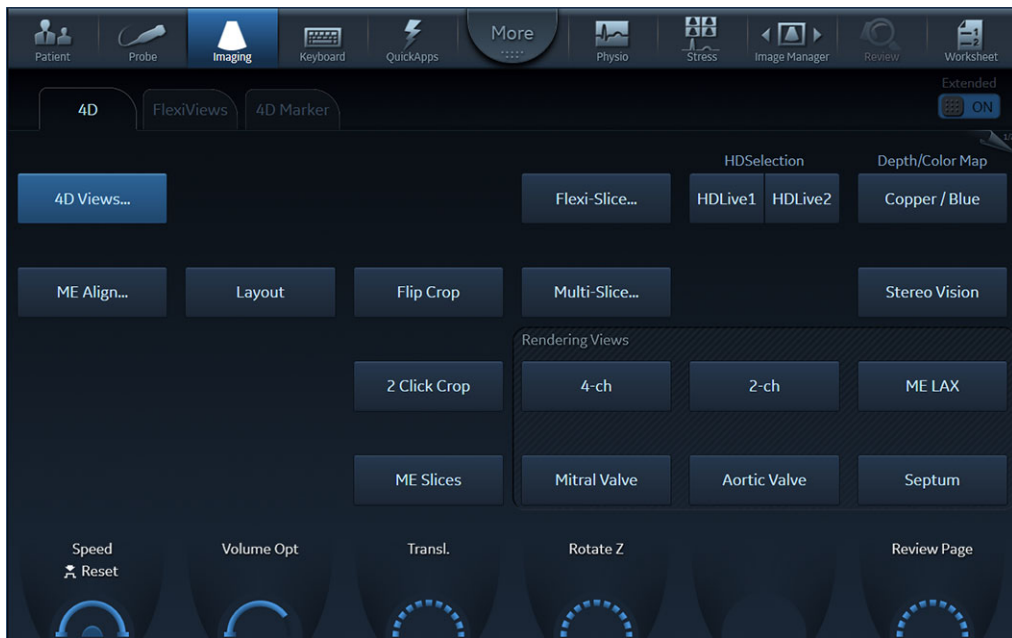 More
Patient
Probe
Imaging
Keyboard
QuickApps
Physio
Stress
Image Manager
Review
Worksheet
Extended
ON
4D
FlexiViews
4D Marker
HDSelection
Depth/Color Map
4D Views...
Flexi-Slice...
HDLive1
HDLive2
Copper / Blue
ME Align...
Layout
Flip Crop
Multi-Slice...
Stereo Vision
Rendering Views
2 Click Crop
4-ch
2-ch
ME LAX
ME Slices
Mitral Valve
Aortic Valve
Septum
Speed
Reset
Volume Opt
Transl.
Rotate Z
Review Page